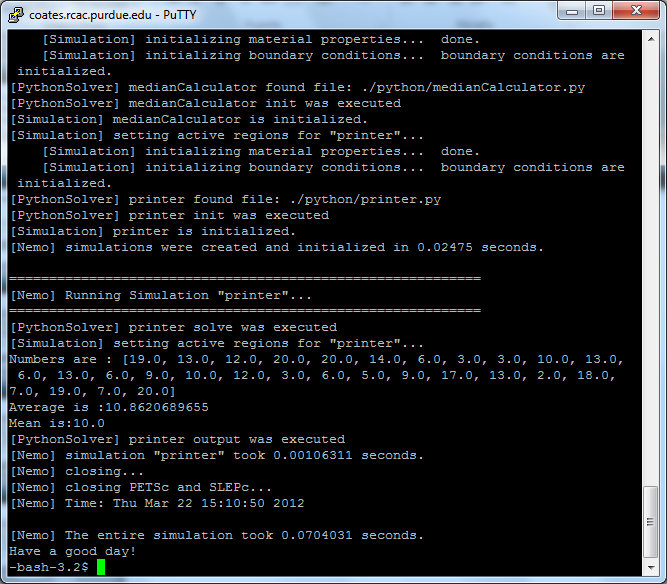 coates.rcac.purdue.edu - PuTTY
[Simulation] initializing material properties...  done.
[Simulation] initializing boundary conditions...  boundary conditions are
initialized.
[PythonSolver] medianCalculator found file: ./python/medianCalculator.py
[PythonSolver] medianCalculator init was executed
[Simulation] medianCalculator is initialized.
[Simulation] setting active regions for "printer"...
[Simulation] initializing material properties...  done.
[Simulation] initializing boundary conditions...  boundary conditions are
initialized.
[PythonSolver] printer found file: ./python/printer.py
[PythonSolver] printer init was executed
[Simulation] printer is initialized.
[Nemo] simulations were created and initialized in 0.02475 seconds.
============================================================
[Nemo] Running Simulation "printer"...
============================================================
[PythonSolver] printer solve was executed
[Simulation] setting active regions for "printer"...
Numbers are : [19.0, 13.0, 12.0, 20.0, 20.0, 14.0, 6.0, 3.0, 3.0, 10.0, 13.0,
6.0, 13.0, 6.0, 9.0, 10.0, 12.0, 3.0, 6.0, 5.0, 9.0, 17.0, 13.0, 2.0, 18.0,
7.0, 19.0, 7.0, 20.0]
Average is :10.8620689655
Mean is:10.0
[PythonSolver] printer output was executed
[Nemo] simulation "printer" took 0.00106311 seconds.
[Nemo] closing...
[Nemo] closing PETSc and SLEPc...
[Nemo] Time: Thu Mar 22 15:10:50 2012
[Nemo] The entire simulation took 0.0704031 seconds.
Have a good day!
-bash-3.2$